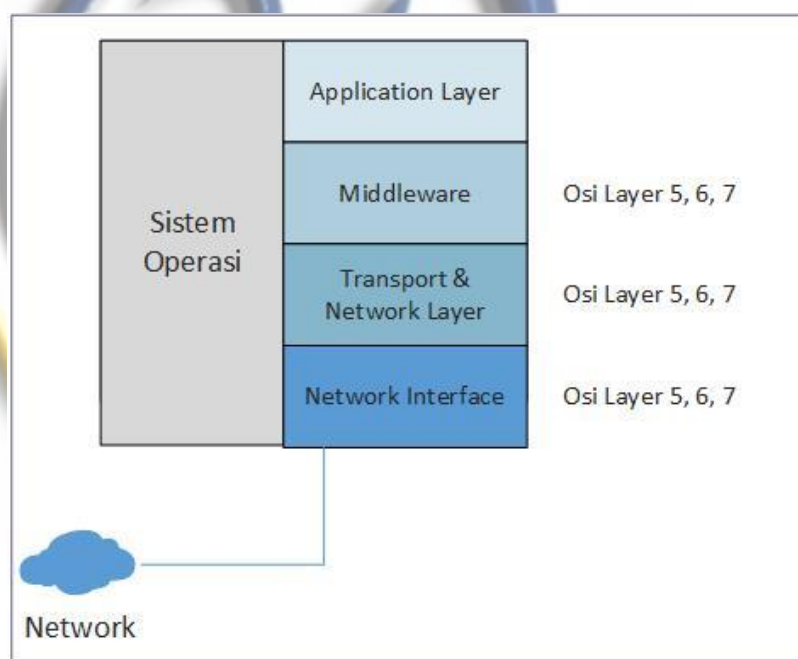 Application Layer
Middleware
Osi Layer 5, 6, 7
Sistem
Operasi
Transport &
Network Layer
Osi Layer 5, 6, 7
Network Interface
Osi Layer 5, 6, 7
Network